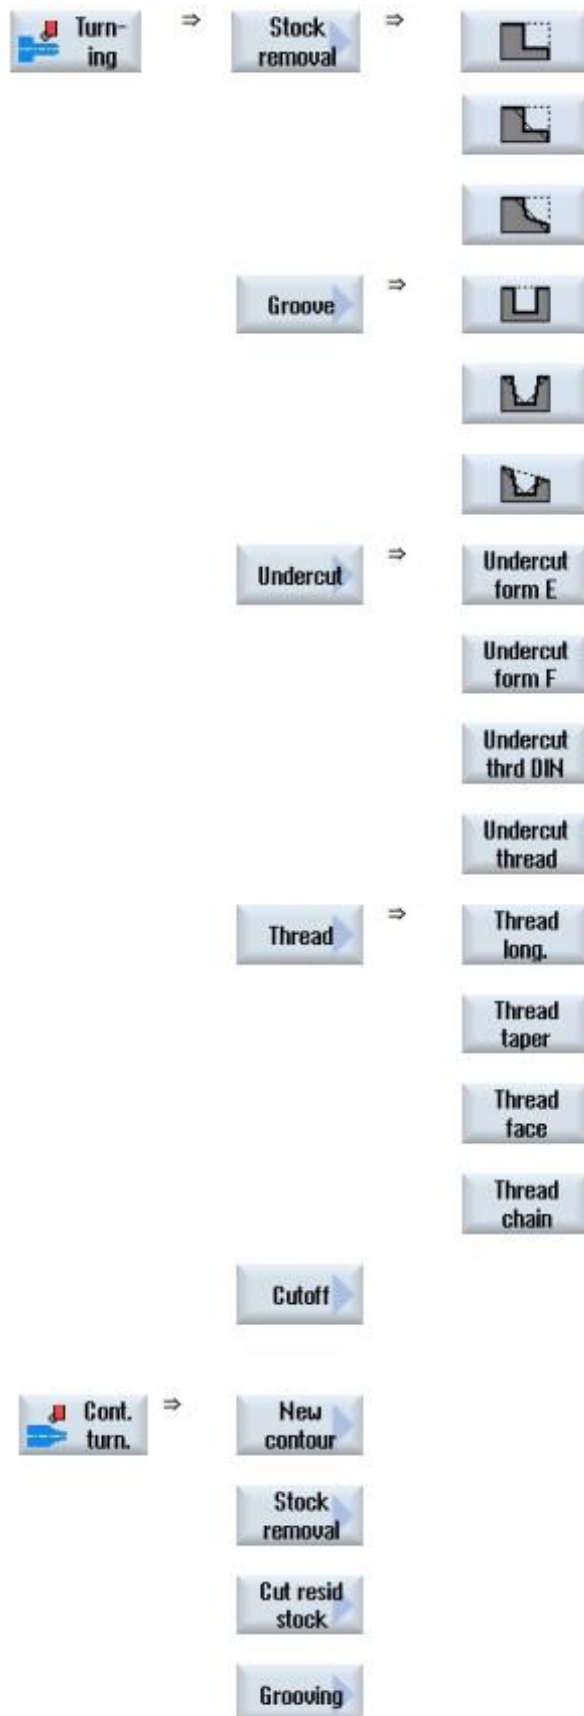 Turn-
ing
⇒
Stock
removal
⇒
Groove
⇒
Undercut
⇒
Undercut
form E
Undercut
form F
Undercut
thrd DIN
Undercut
thread
Thread
⇒
Thread
long.
Thread
taper
Thread
face
Thread
chain
Cutoff
Cont.
turn.
⇒
New
contour
Stock
removal
Cut resid
stock
Grooving